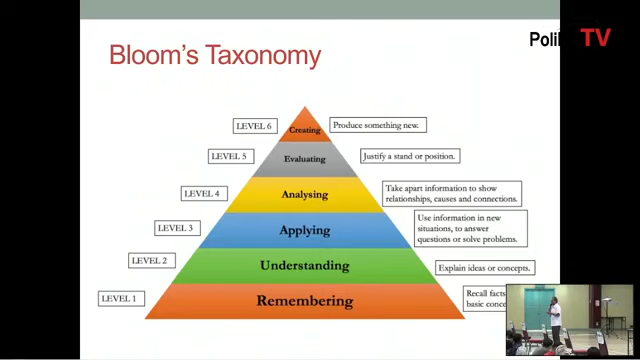 Polik TV
Bloom's Taxonomy
LEVEL 6
Creating
Produce something new.
LEVEL 5
Evaluating
Justify a stand or position.
LEVEL 4
Analysing
Take apart information to show
relationships, causes and connections.
LEVEL 3
Applying
Use information in new
situations, to answer
questions or solve problems.
LEVEL 2
Understanding
Explain ideas or concepts.
LEVEL 1
Remembering
Recall facts
basic